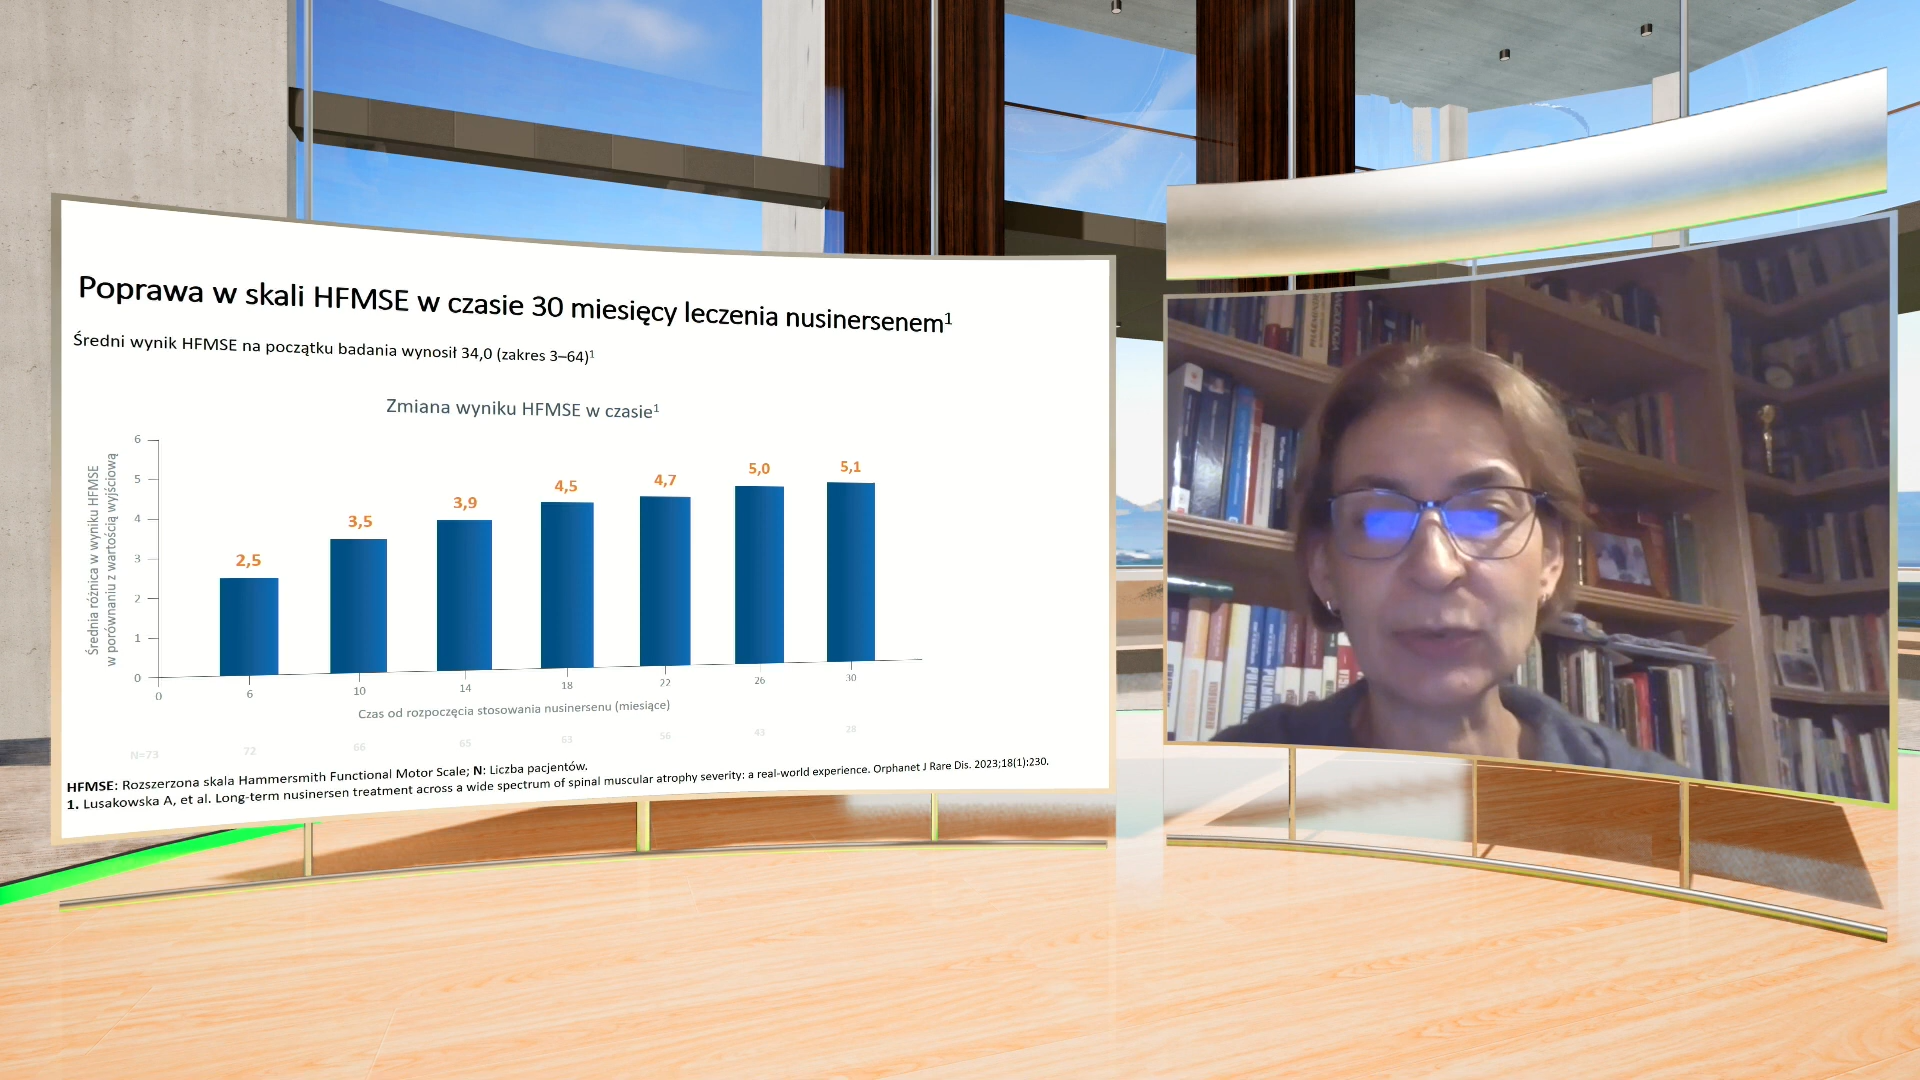 Poprawa w skali HFMSE w czasie 30 miesięcy leczenia nusinersenem¹
Średni wynik HFMSE na początku badania wynosił 34,0 (zakres 3–64)¹
Zmiana wyniku HFMSE w czasie¹
Średnia różnica w wyniku HFMSE
w porównaniu z wartością wyjściową
6
5
4
3
2
1
0
2,5
3,5
3,9
4,5
4,7
5,0
5,1
0 6 10 14 18 22 26 30
Czas od rozpoczęcia stosowania nusinersenu (miesiące)
N=73 72 66 65 63 56 43 28
HFMSE: Rozszerzona skala Hammersmith Functional Motor Scale; N: Liczba pacjentów.
1. Lusakowska A, et al. Long-term nusinersen treatment across a wide spectrum of spinal muscular atrophy severity: a real-world experience. Orphanet J Rare Dis. 2023;18(1):230.